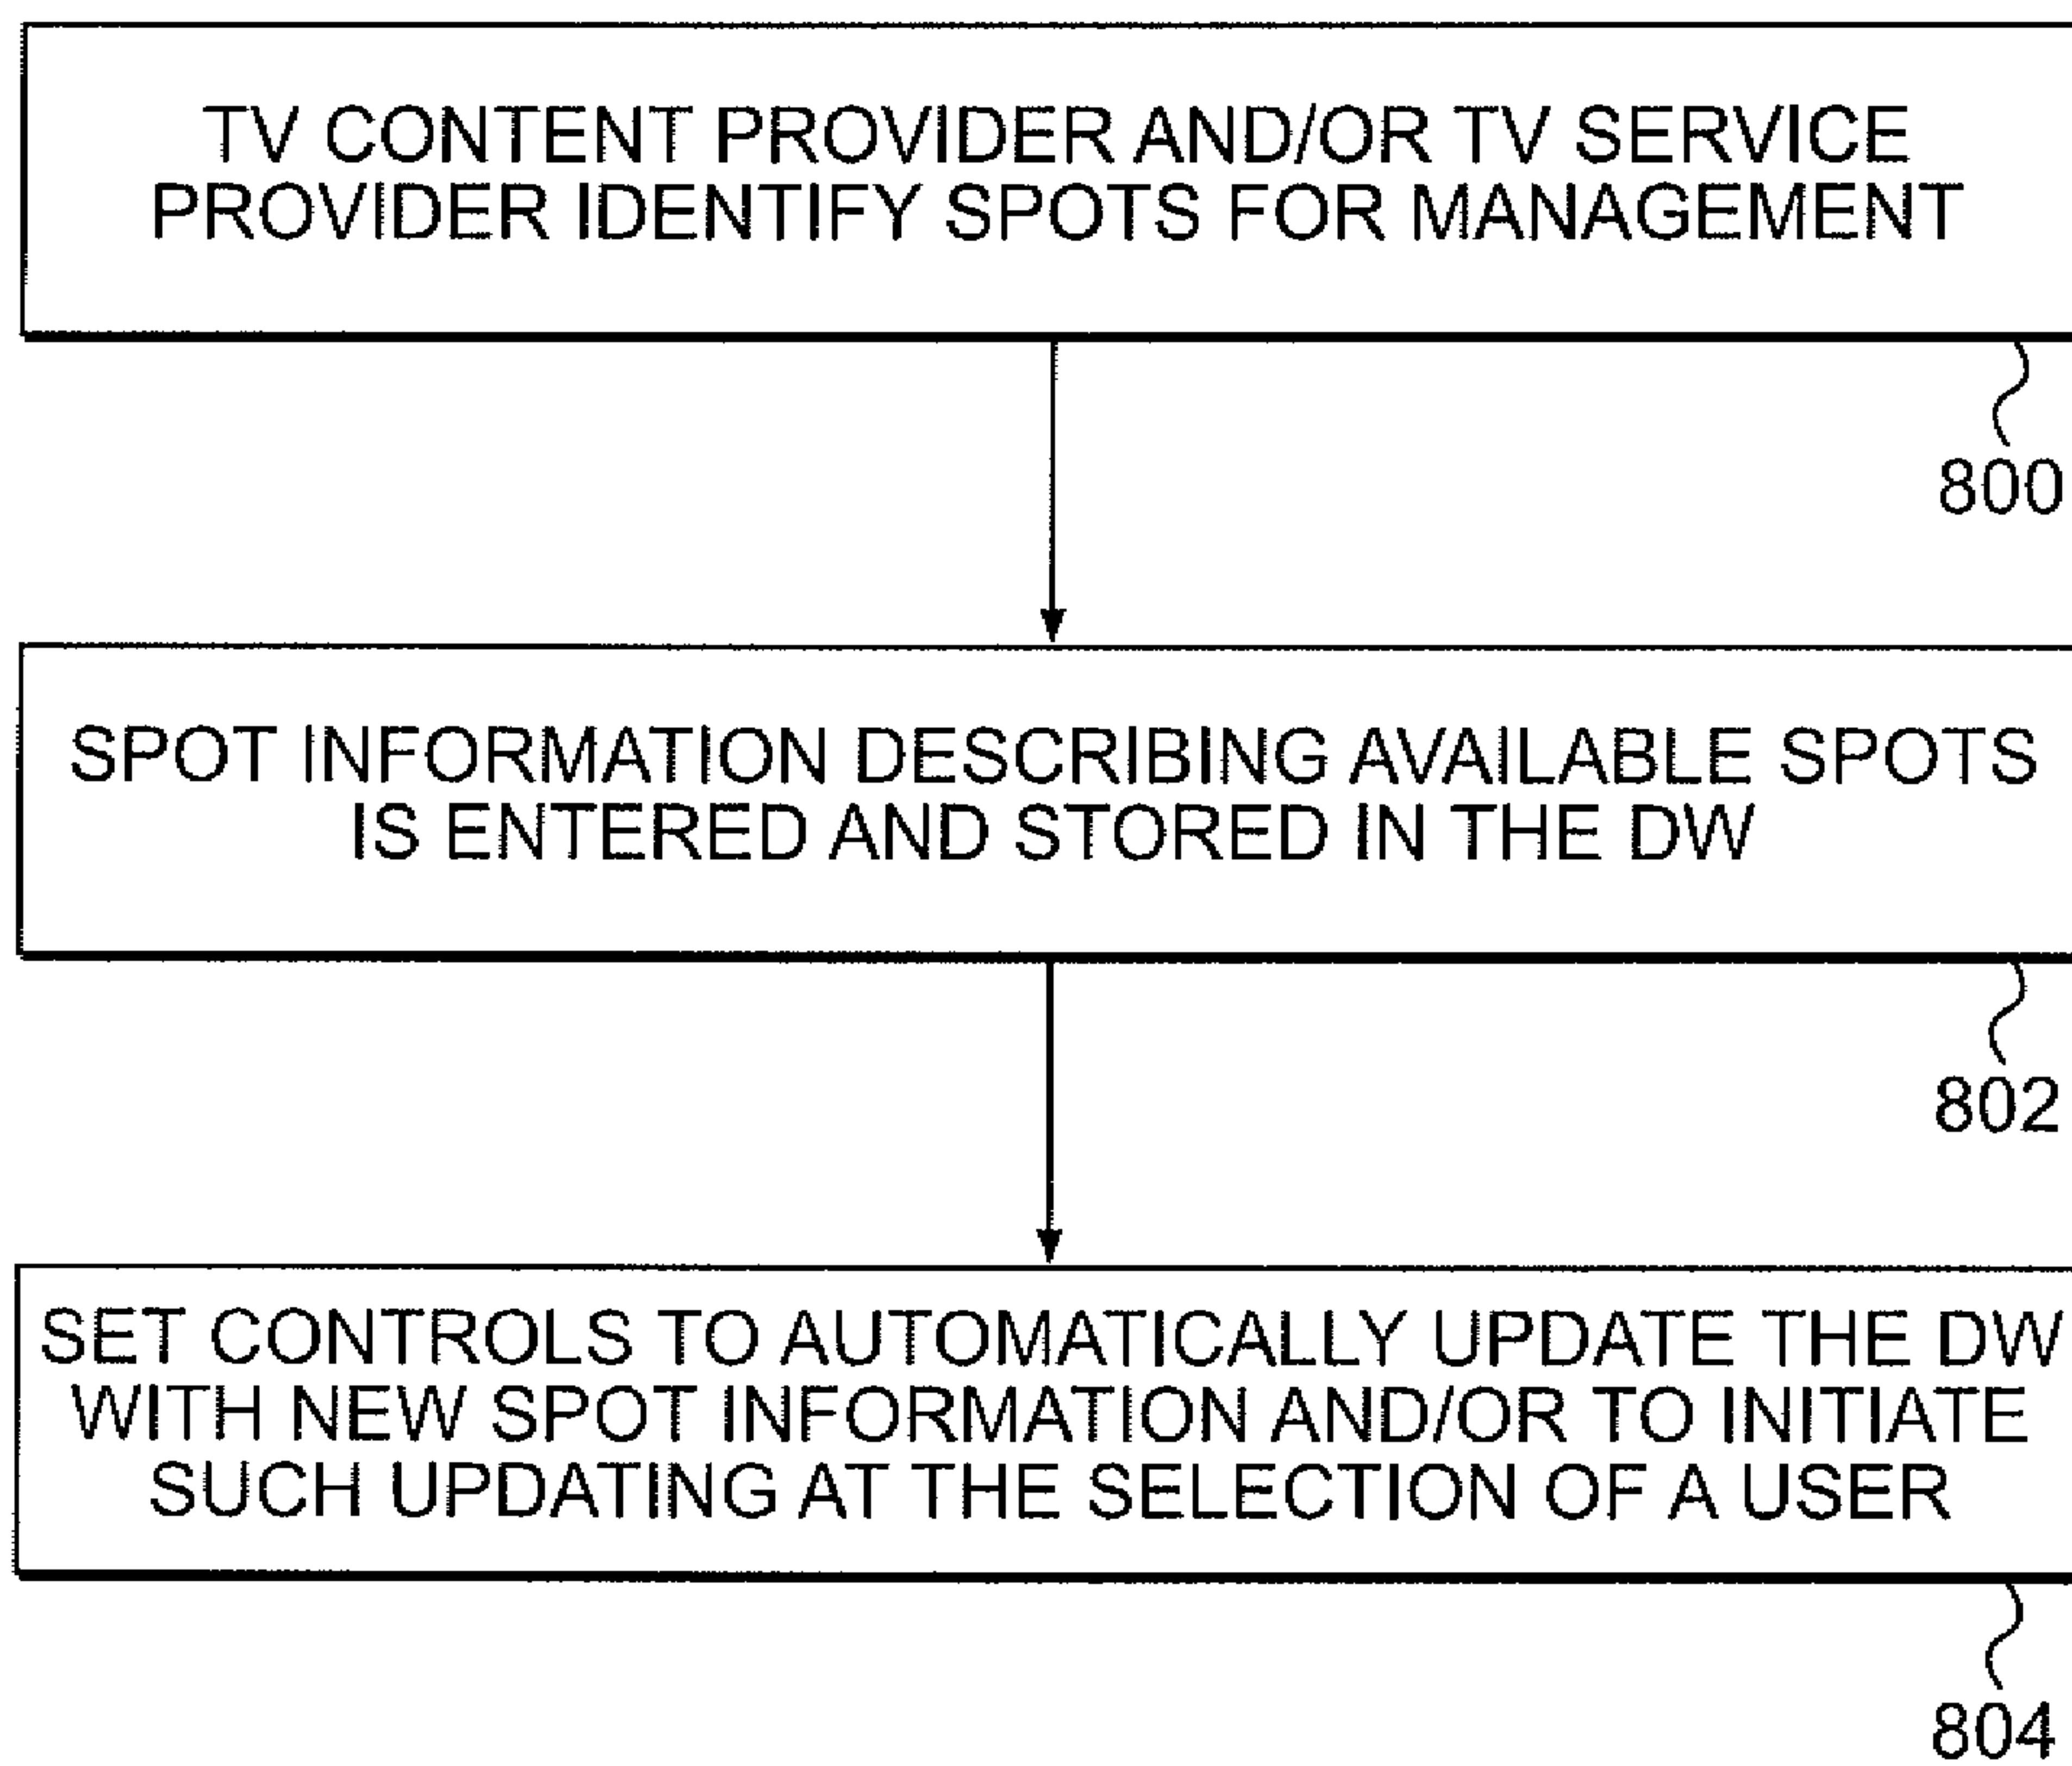 TV CONTENT PROVIDER AND/OR TV SERVICE
PROVIDER IDENTIFY SPOTS FOR MANAGEMENT
800
SPOT INFORMATION DESCRIBING AVAILABLE SPOTS
IS ENTERED AND STORED IN THE DW
802
SET CONTROLS TO AUTOMATICALLY UPDATE THE DW
WITH NEW SPOT INFORMATION AND/OR TO INITIATE
SUCH UPDATING AT THE SELECTION OF A USER
804